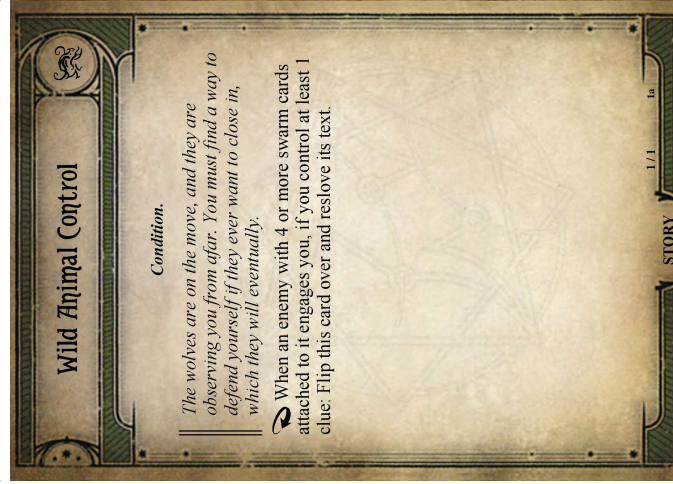 Wild Animal Control
Condition.
The wolves are on the move, and they are
observing you from afar. You must find a way to
defend yourself if they ever want to close in,
which they will eventually.
When an enemy with 4 or more swarm cards
attached to it engages you, if you control at least 1
clue: Flip this card over and reslove its text.
STORY
1 / 1
1a